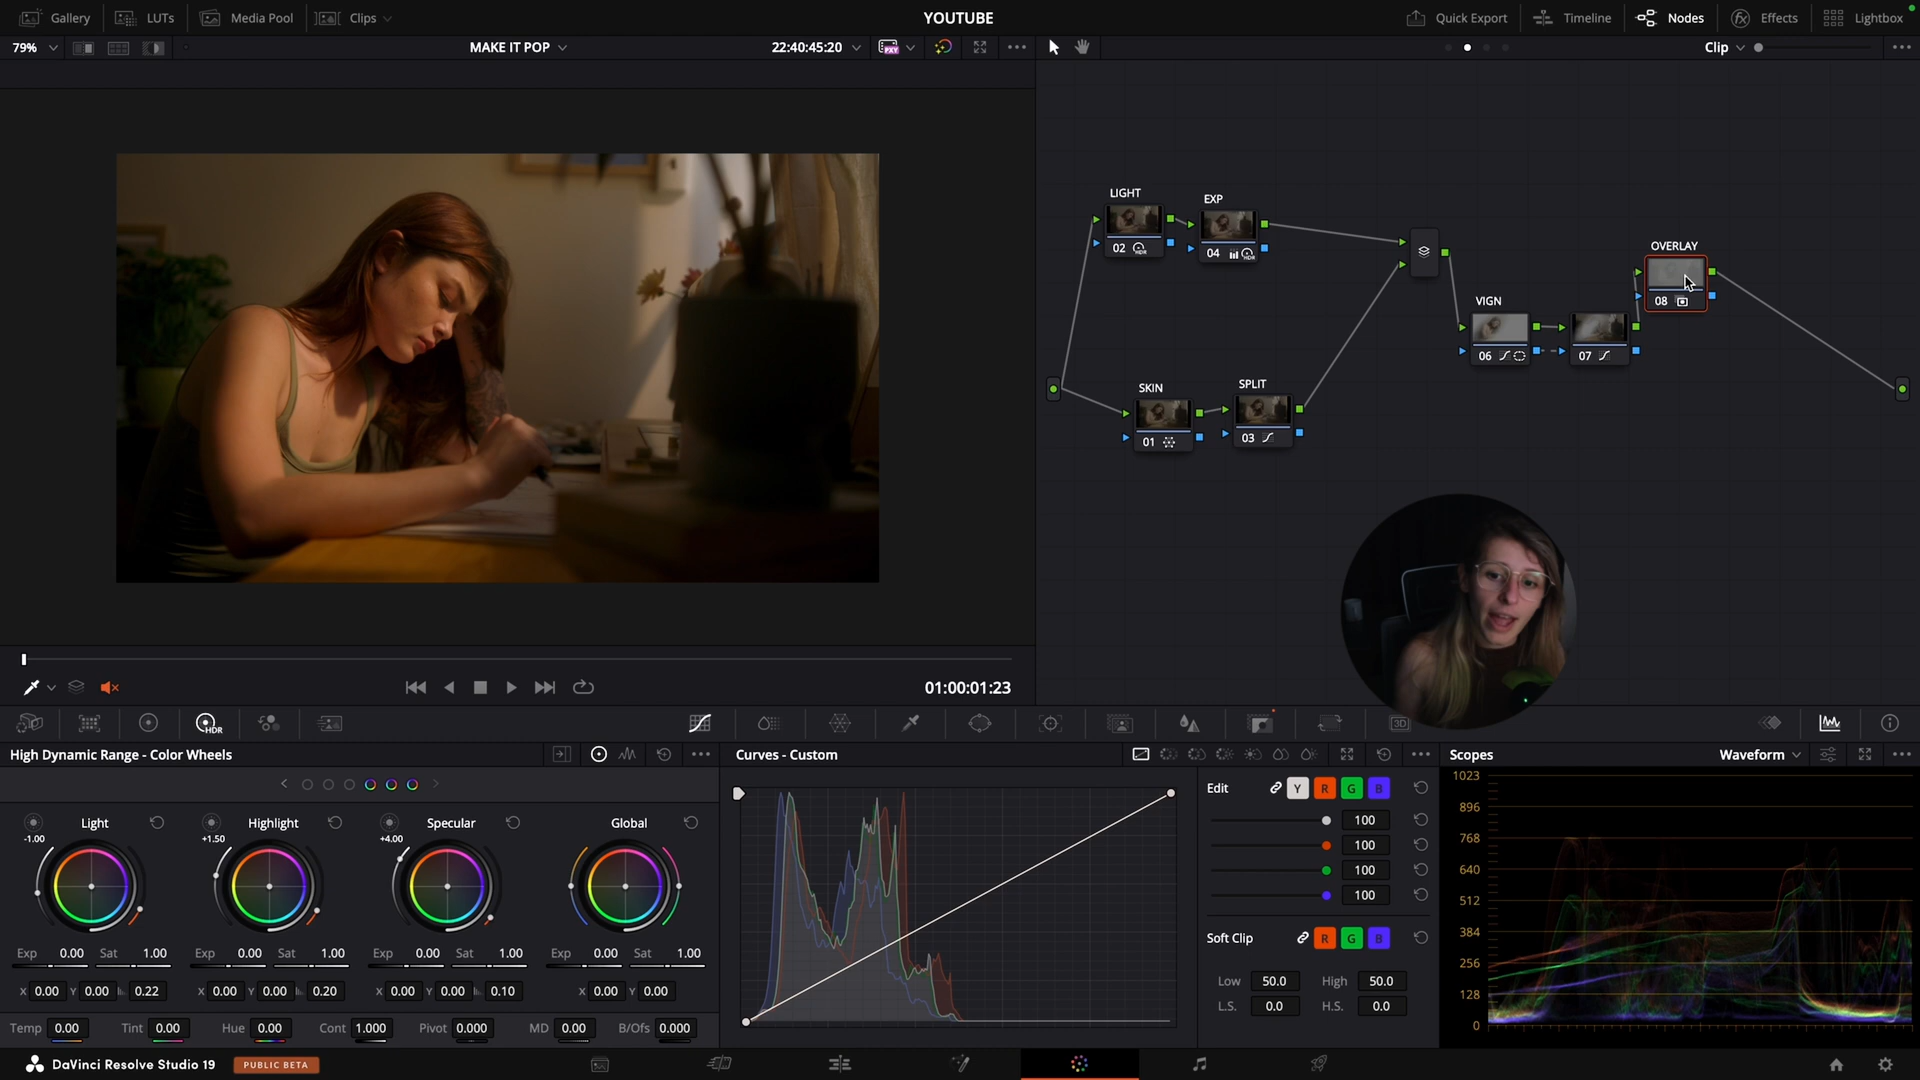 Gallery
LUTs
Media Pool
Clips
YOUTUBE
Quick Export
Timeline
Nodes
Effects
Lightbox
79%
MAKE IT POP
22:40:45:20
Clip
LIGHT
02
HDR
EXP
04
HDR
OVERLAY
08
VIGN
06
07
SKIN
01
SPLIT
03
01:00:01:23
HDR
3D
High Dynamic Range - Color Wheels
Curves - Custom
Scopes
Waveform
Light
-1.00
Highlight
+1.50
Specular
+4.00
Global
Exp 0.00 Sat 1.00
Exp 0.00 Sat 1.00
Exp 0.00 Sat 1.00
Exp 0.00 Sat 1.00
X 0.00 Y 0.00 0.22
X 0.00 Y 0.00 0.20
X 0.00 Y 0.00 0.10
X 0.00 Y 0.00
Temp 0.00 Tint 0.00 Hue 0.00 Cont 1.000 Pivot 0.000 MD 0.00 B/Ofs 0.000
Edit Y R G B
100
100
100
100
Soft Clip R G B
Low 50.0 High 50.0
L.S. 0.0 H.S. 0.0
1023
896
768
640
512
384
256
128
0
DaVinci Resolve Studio 19
PUBLIC BETA